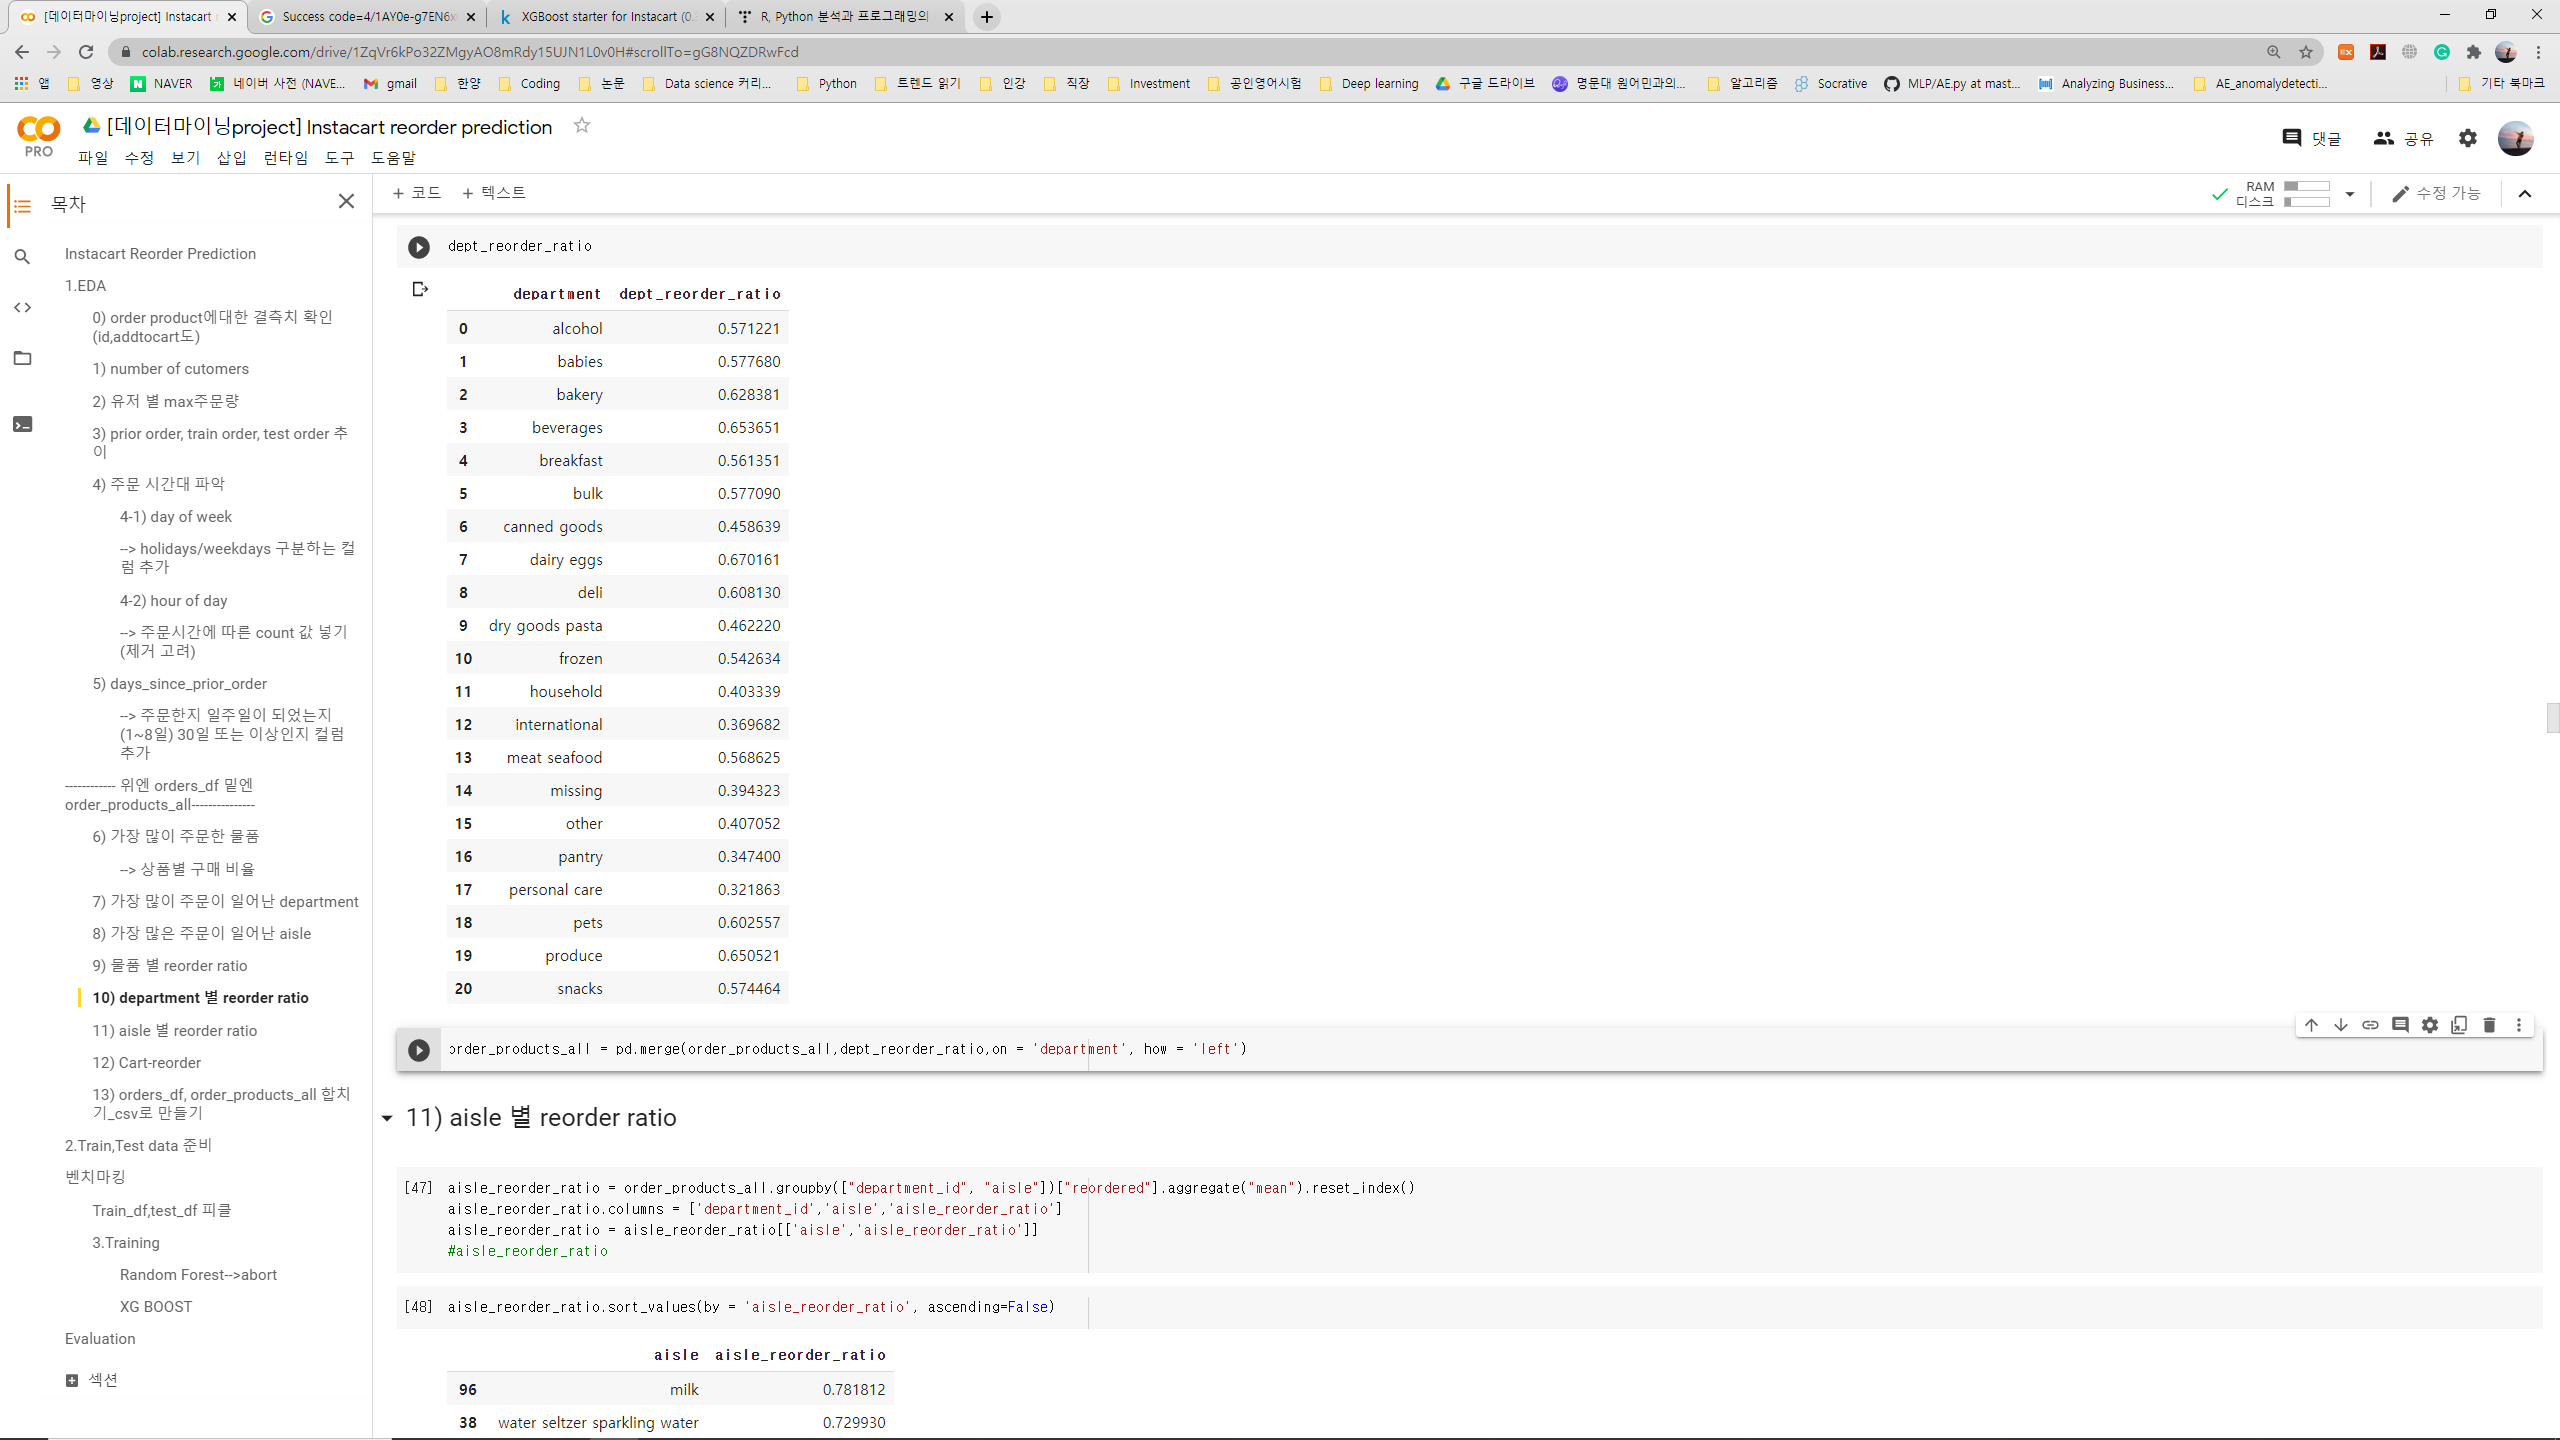 [데이터마이닝project] Instacart r
Success code=4/1AY0e-g7EN6x
XGBoost starter for Instacart (0.
R, Python 분석과 프로그래밍의
colab.research.google.com/drive/1ZqVr6kPo32ZMgyAO8mRdy15UJN1L0v0H#scrollTo=gG8NQZDRwFcd
앱 영상 NAVER 네이버 사전 (NAVE... gmail 한양 Coding 논문 Data science 커리... Python 트렌드 읽기 인강 직장 Investment 공인영어시험 Deep learning 구글 드라이브 명문대 원어민과의... 알고리즘 Socrative MLP/AE.py at mast... Analyzing Business... AE_anomalydetecti... 기타 북마크
PRO
[데이터마이닝project] Instacart reorder prediction
파일 수정 보기 삽입 런타임 도구 도움말
댓글 공유
목차
Instacart Reorder Prediction
1.EDA
0) order product에대한 결측치 확인
(id,addtocart도)
1) number of cutomers
2) 유저 별 max주문량
3) prior order, train order, test order 추
이
4) 주문 시간대 파악
4-1) day of week
--> holidays/weekdays 구분하는 컬
럼 추가
4-2) hour of day
--> 주문시간에 따른 count 값 넣기
(제거 고려)
5) days_since_prior_order
--> 주문한지 일주일이 되었는지
(1~8일) 30일 또는 이상인지 컬럼
추가
------------ 위엔 orders_df 밑엔
order_products_all---------------
6) 가장 많이 주문한 물품
--> 상품별 구매 비율
7) 가장 많이 주문이 일어난 department
8) 가장 많은 주문이 일어난 aisle
9) 물품 별 reorder ratio
10) department 별 reorder ratio
11) aisle 별 reorder ratio
12) Cart-reorder
13) orders_df, order_products_all 합치
기_csv로 만들기
2.Train,Test data 준비
벤치마킹
Train_df,test_df 피클
3.Training
Random Forest-->abort
XG BOOST
Evaluation
섹션
+ 코드 + 텍스트
RAM
디스크
수정 가능
dept_reorder_ratio
department dept_reorder_ratio
0 alcohol 0.571221
1 babies 0.577680
2 bakery 0.628381
3 beverages 0.653651
4 breakfast 0.561351
5 bulk 0.577090
6 canned goods 0.458639
7 dairy eggs 0.670161
8 deli 0.608130
9 dry goods pasta 0.462220
10 frozen 0.542634
11 household 0.403339
12 international 0.369682
13 meat seafood 0.568625
14 missing 0.394323
15 other 0.407052
16 pantry 0.347400
17 personal care 0.321863
18 pets 0.602557
19 produce 0.650521
20 snacks 0.574464
order_products_all = pd.merge(order_products_all,dept_reorder_ratio,on = 'department', how = 'left')
11) aisle 별 reorder ratio
[47] aisle_reorder_ratio = order_products_all.groupby(["department_id", "aisle"])["reordered"].aggregate("mean").reset_index()
aisle_reorder_ratio.columns = ['department_id','aisle','aisle_reorder_ratio']
aisle_reorder_ratio = aisle_reorder_ratio[['aisle','aisle_reorder_ratio']]
#aisle_reorder_ratio
[48] aisle_reorder_ratio.sort_values(by = 'aisle_reorder_ratio', ascending=False)
aisle aisle_reorder_ratio
96 milk 0.781812
38 water seltzer sparkling water 0.729930